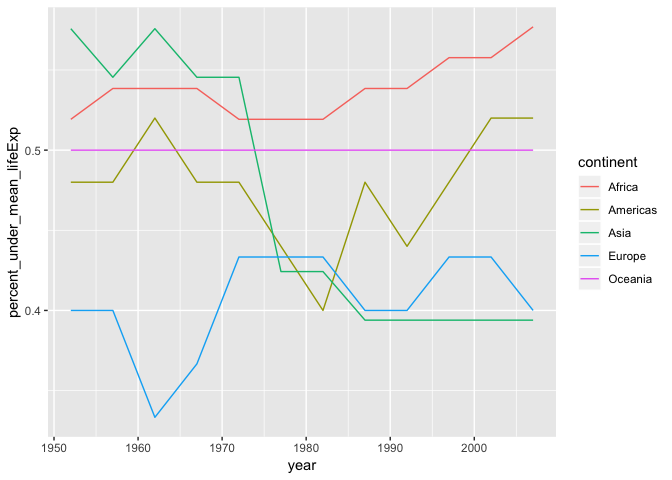 percent_under_mean_lifeExp
0.5
0.4
1950 1960 1970 1980 1990 2000
year
continent
Africa
Americas
Asia
Europe
Oceania